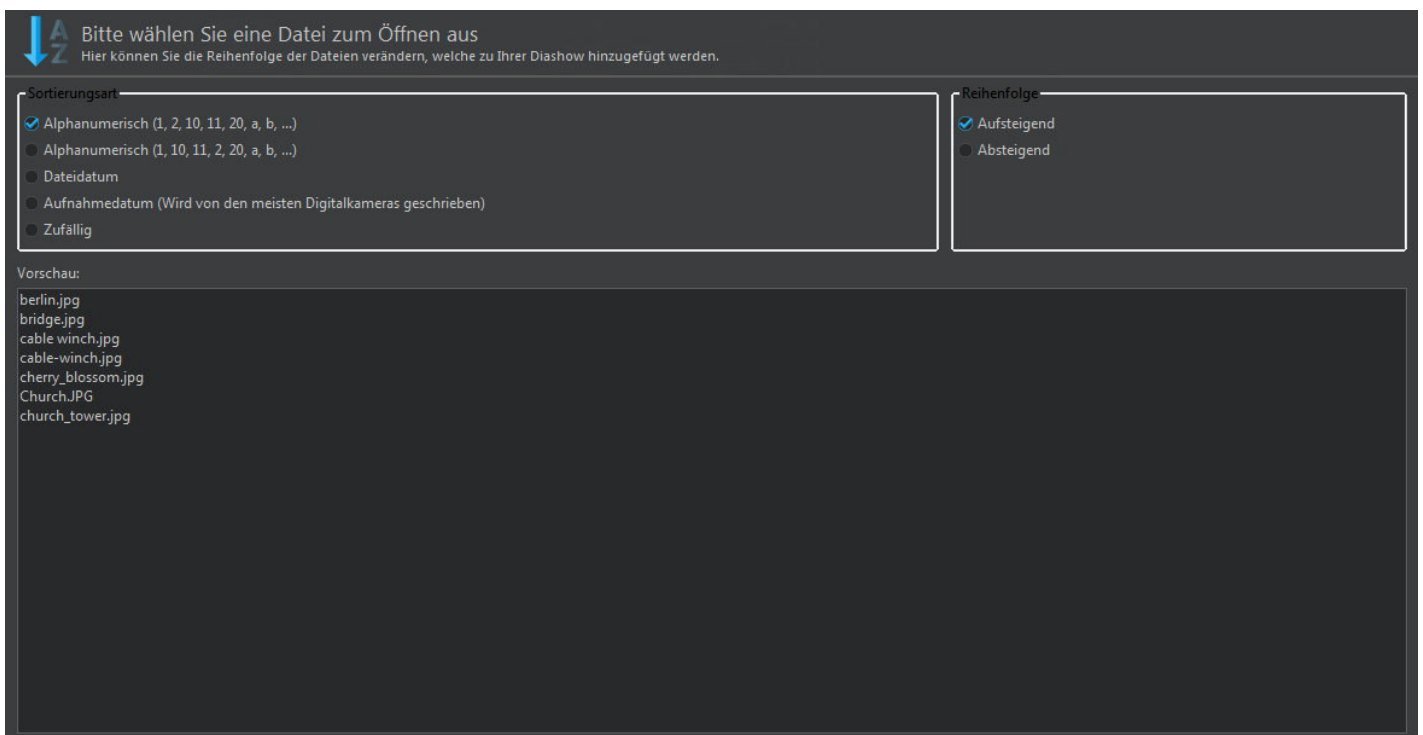 A
Z
Bitte wählen Sie eine Datei zum Öffnen aus
Hier können Sie die Reihenfolge der Dateien verändern, welche zu Ihrer Diashow hinzugefügt werden.
Sortierungsart
Alphanumerisch (1, 2, 10, 11, 20, a, b, ...)
Alphanumerisch (1, 10, 11, 2, 20, a, b, ...)
Dateidatum
Aufnahmedatum (Wird von den meisten Digitalkameras geschrieben)
Zufällig
Reihenfolge
Aufsteigend
Absteigend
Vorschau:
berlin.jpg
bridge.jpg
cable winch.jpg
cable-winch.jpg
cherry_blossom.jpg
Church.JPG
church_tower.jpg